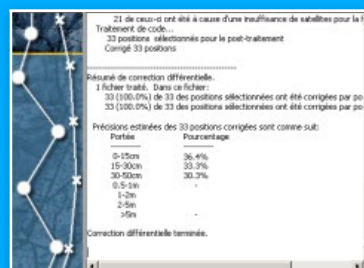 21 de ceux-ci ont été à cause d'une insuffisance de satellites pour la
Traitement de code...
33 positions sélectionnés pour le post-traitement
Corrigé 33 positions
----------------------------------------
Résumé de correction différentielle.
1 fichier traité. Dans ce fichier:
33 (100.0%) de 33 des positions sélectionnées ont été corrigées par po
33 (100.0%) de 33 des positions sélectionnées ont été corrigées par po
Précisions estimées des 33 positions corrigées sont comme suit:
Portée Pourcentage
0-15cm 36.4%
15-30cm 33.3%
30-50cm 30.3%
0.5-1m -
1-2m
2-5m
>5m -
Correction différentielle terminée.